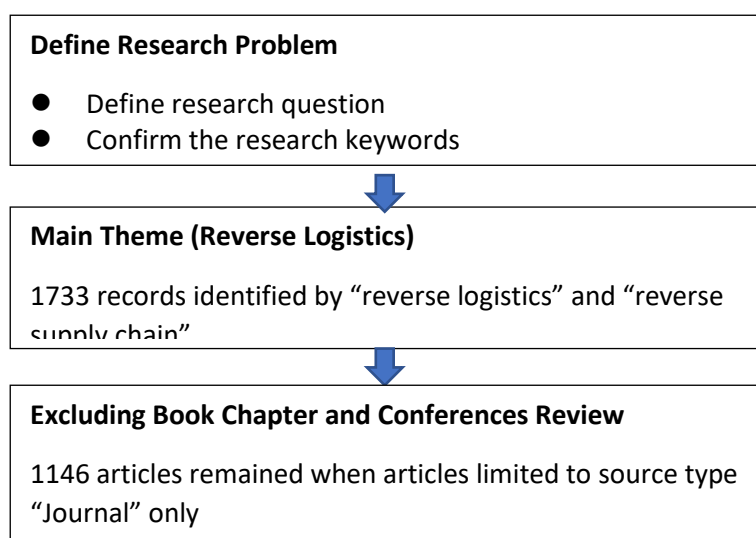 Define Research Problem
● Define research question
● Confirm the research keywords
Main Theme (Reverse Logistics)
1733 records identified by “reverse logistics” and “reverse
supply chain”
Excluding Book Chapter and Conferences Review
1146 articles remained when articles limited to source type
“Journal” only